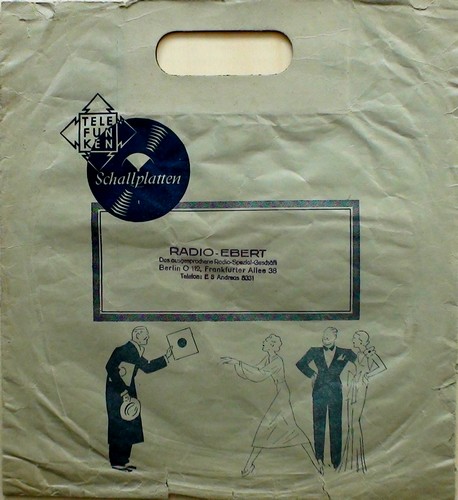 TELE
FUN
KEN
Schallplatten
RADIO-EBERT
Das ausgesprochene Radio-Spezial-Geschäft
Berlin O 112, Frankfurter Allee 38
Telefon: E 8 Andreas 8331